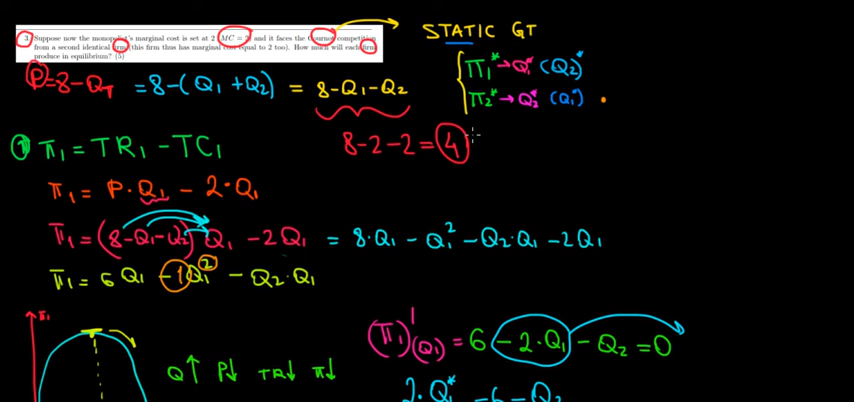 3. Suppose now the monopolist's marginal cost is set at 2 (MC = 2) and it faces the Cournot competition
from a second identical firm (this firm thus has marginal cost equal to 2 too). How much will each firm
produce in equilibrium? (5)
STATIC GT
π₁* → Q₁* (Q₂)*
π₂* → Q₂* (Q₁*)
P = 8 - Q_T = 8 - (Q₁ + Q₂) = 8 - Q₁ - Q₂
8 - 2 - 2 = 4
① π₁ = TR₁ - TC₁
π₁ = P · Q₁ - 2 · Q₁
π₁ = (8 - Q₁ - Q₂) Q₁ - 2Q₁ = 8 · Q₁ - Q₁² - Q₂ · Q₁ - 2Q₁
π₁ = 6Q₁ - 1Q₁² - Q₂ · Q₁
π₁
(π₁)'(Q₁) = 6 - 2 · Q₁ - Q₂ = 0
Q↑ P↓ TR↓ π↓
2 · Q₁* = 6 - Q₂